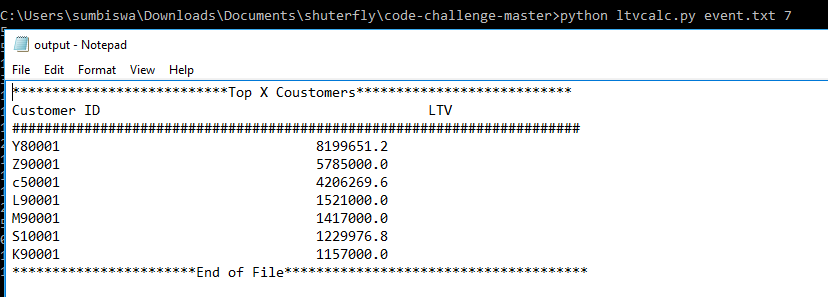 C:\Users\sumbiswa\Downloads\Documents\shuterfly\code-challenge-master>python ltvcalc.py event.txt 7
output - Notepad
File Edit Format View Help
***************************Top X Coustomers***************************
Customer ID LTV
#######################################################################
Y80001 8199651.2
Z90001 5785000.0
c50001 4206269.6
L90001 1521000.0
M90001 1417000.0
S10001 1229976.8
K90001 1157000.0
***********************End of File**************************************